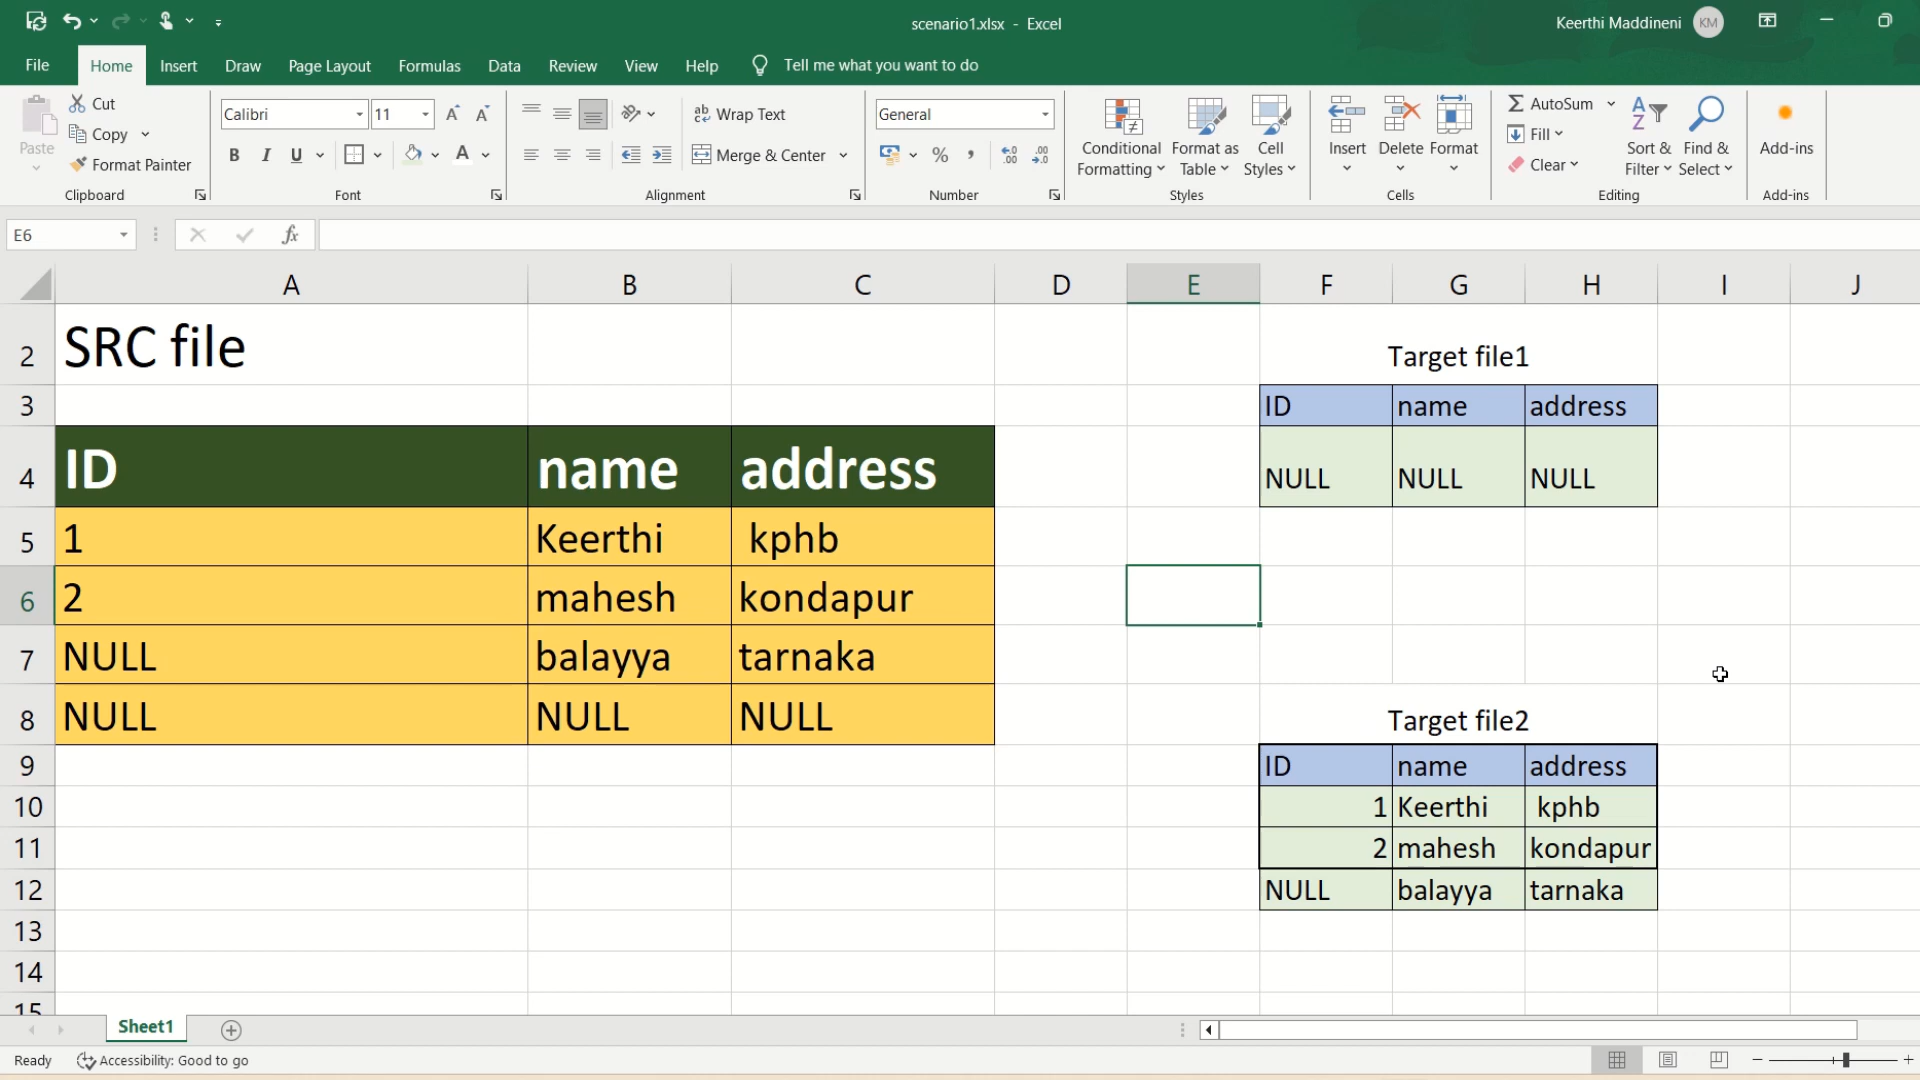 scenario1.xlsx - Excel
Keerthi Maddineni KM
File Home Insert Draw Page Layout Formulas Data Review View Help Tell me what you want to do
Paste
Cut
Copy
Format Painter
Clipboard
Calibri 11
B I U A
Font
Wrap Text
Merge & Center
Alignment
General
% ,
Number
Conditional Formatting
Format as Table
Cell Styles
Styles
Insert Delete Format
Cells
AutoSum
Fill
Clear
Sort & Filter
Find & Select
Editing
Add-ins
Add-ins
E6 fx
A B C D E F G H I J
2 SRC file Target file1
3 ID name address
4 ID name address NULL NULL NULL
5 1 Keerthi kphb
6 2 mahesh kondapur
7 NULL balayya tarnaka
8 NULL NULL NULL Target file2
9 ID name address
10 1 Keerthi kphb
11 2 mahesh kondapur
12 NULL balayya tarnaka
13
14
15
Sheet1
Ready Accessibility: Good to go